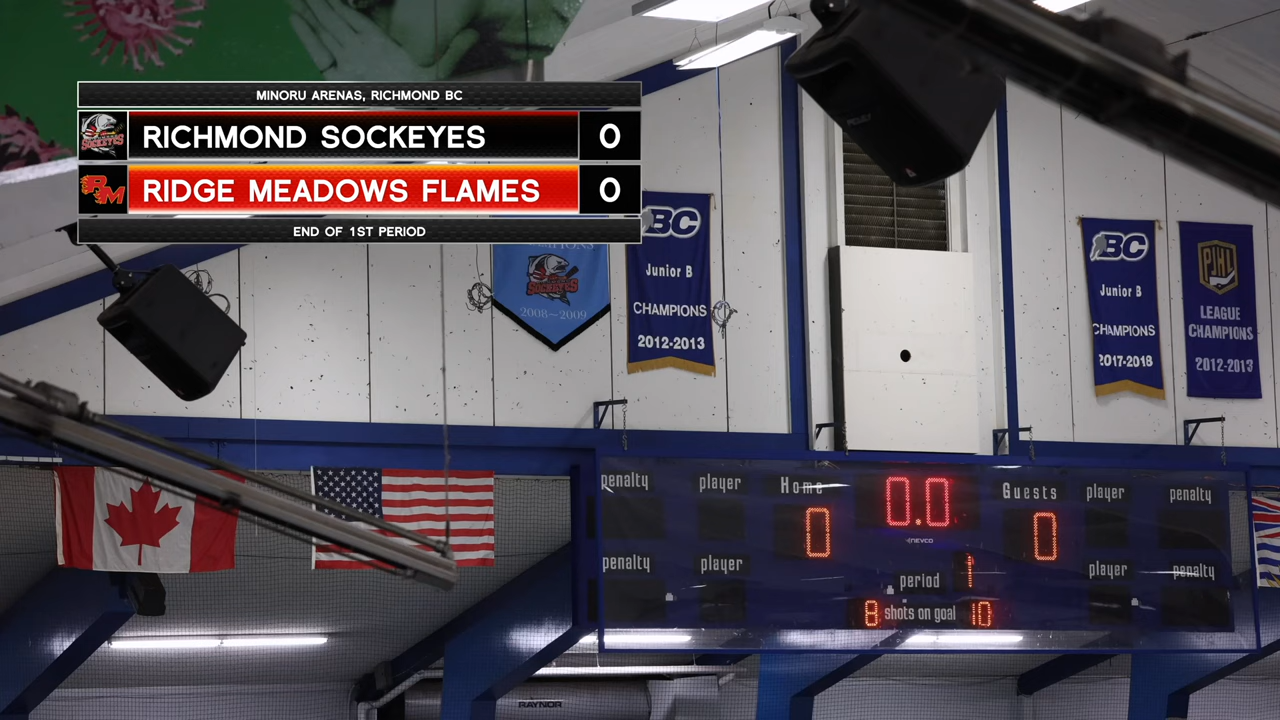 MINORU ARENAS, RICHMOND BC
RICHMOND SOCKEYES 0
RIDGE MEADOWS FLAMES 0
END OF 1ST PERIOD
SOCKEYES
2008~2009
BC
Junior B
CHAMPIONS
2012-2013
BC
Junior B
CHAMPIONS
2017-2018
PJHL
LEAGUE
CHAMPIONS
2012-2013
penalty player Home 0.0 Guests player penalty
0 0
NEVCO
penalty player period 1 player penalty
8 shots on goal 10
RAYNOR